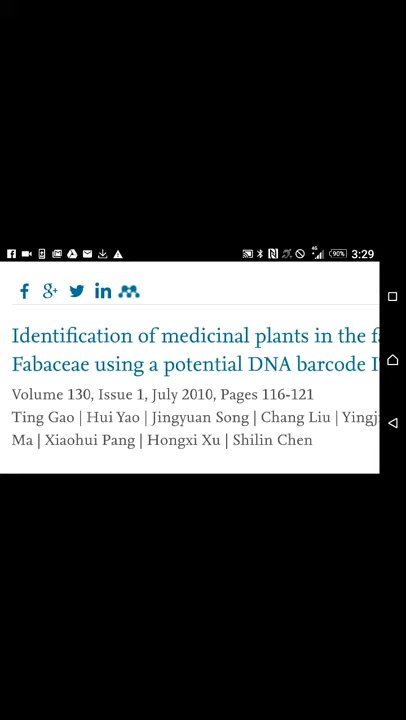 4G 90% 3:29
f g+ in
Identification of medicinal plants in the
Fabaceae using a potential DNA barcode
Volume 130, Issue 1, July 2010, Pages 116-121
Ting Gao | Hui Yao | Jingyuan Song | Chang Liu |
Ma | Xiaohui Pang | Hongxi Xu | Shilin Chen